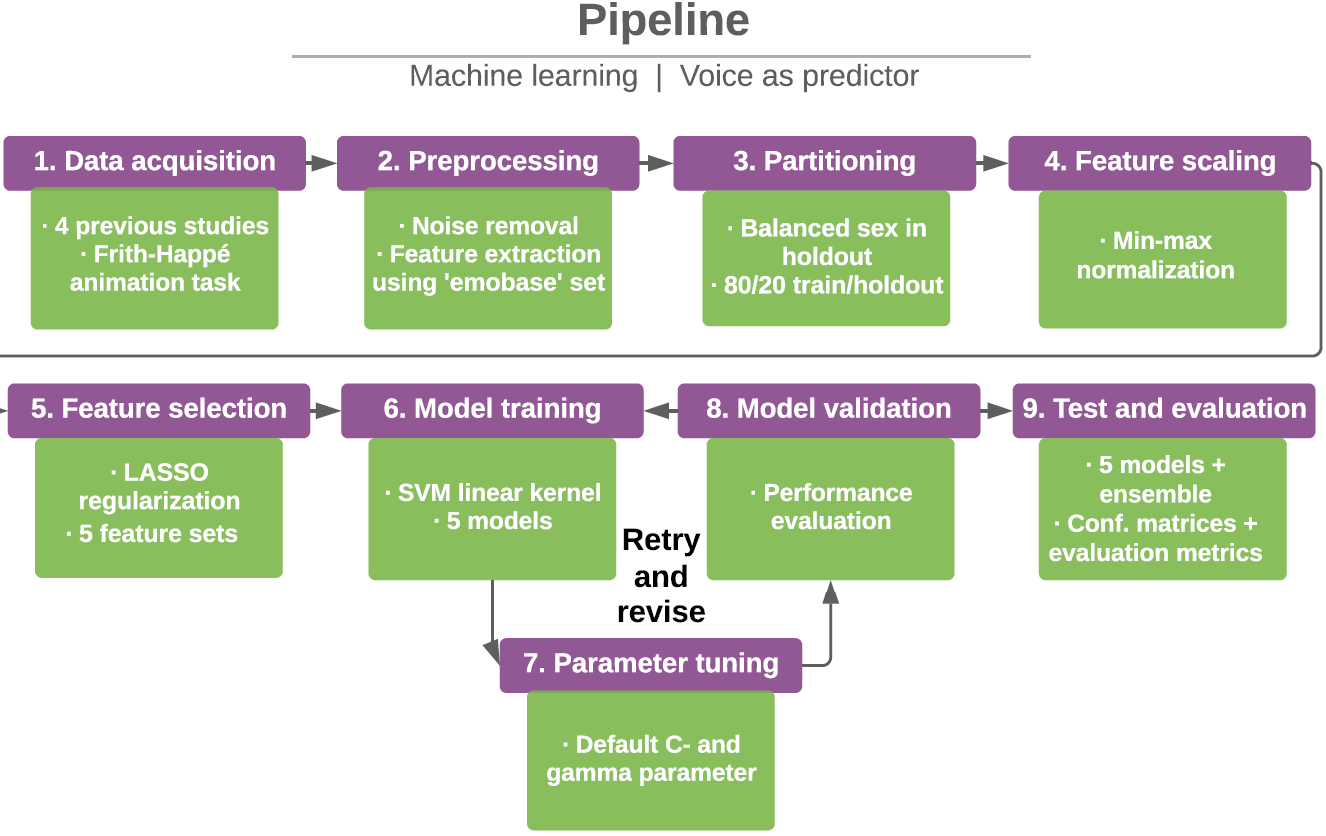 Pipeline
Machine learning | Voice as predictor
1. Data acquisition
· 4 previous studies
· Frith-Happé
animation task
2. Preprocessing
· Noise removal
· Feature extraction
using 'emobase' set
3. Partitioning
· Balanced sex in
holdout
· 80/20 train/holdout
4. Feature scaling
· Min-max
normalization
5. Feature selection
· LASSO
regularization
· 5 feature sets
6. Model training
· SVM linear kernel
· 5 models
Retry
and
revise
7. Parameter tuning
· Default C- and
gamma parameter
8. Model validation
· Performance
evaluation
9. Test and evaluation
· 5 models +
ensemble
· Conf. matrices +
evaluation metrics